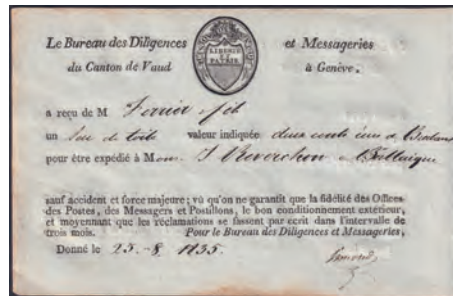 Le Bureau des Diligences et Messageries
LIBERTÉ
ET
PATRIE
du Canton de Vaud à Genève.
a reçu de M Ferrier fils
un Sac de toile valeur indiquée deux cents
pour être expédié à Mons. J Reverchon à Ballaigue
sauf accident et force majeure; vû qu'on ne garantit que la fidélité des Offices
des Postes, des Messagers et Postillons, le bon conditionnement extérieur,
et moyennant que les réclamations se fassent par écrit dans l'intervalle de
trois mois. Pour le Bureau des Diligences et Messageries,
Donné le 25-8. 1835.